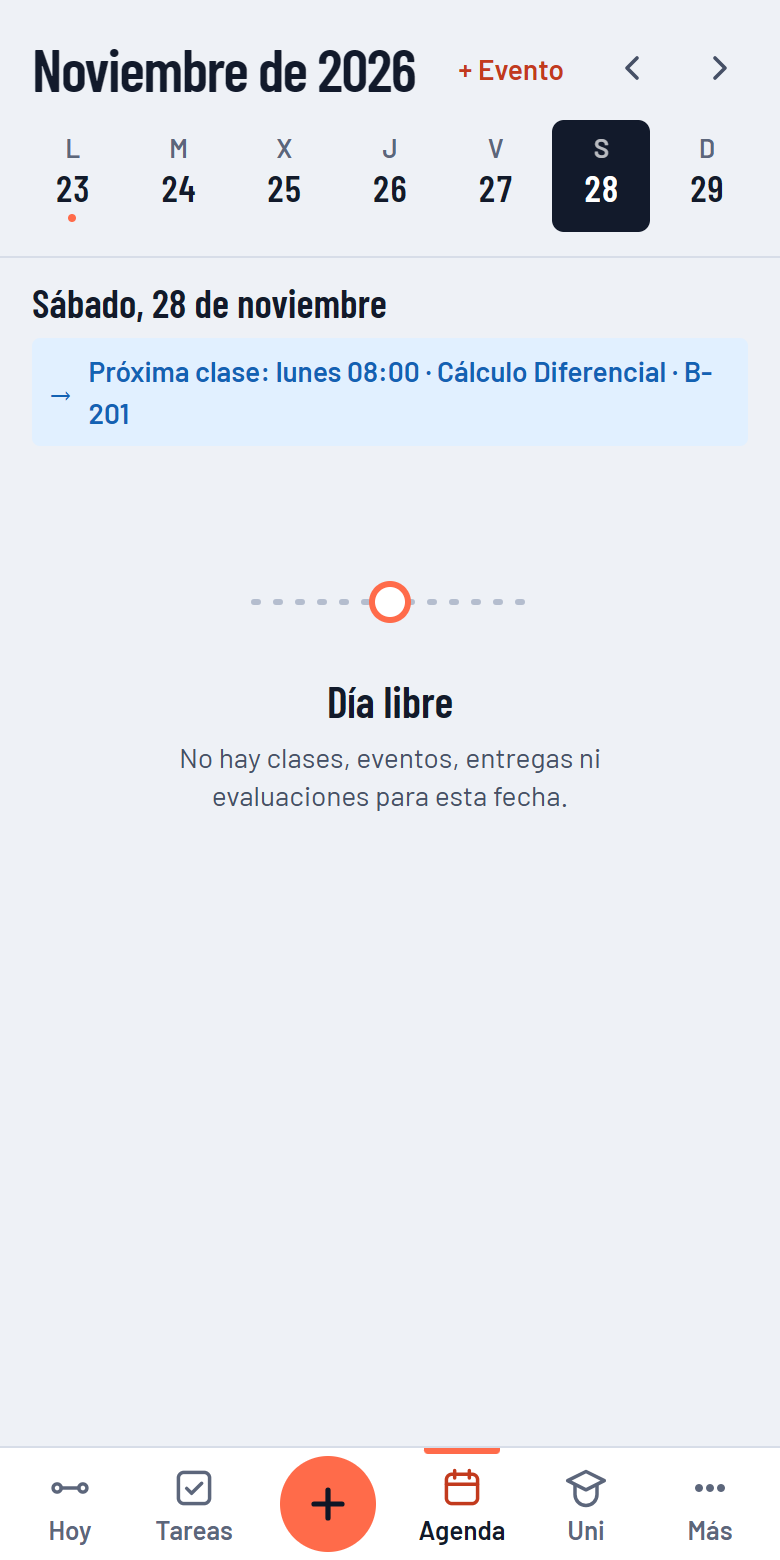 Noviembre de 2026 + Evento
L M X J V S D
23 24 25 26 27 28 29
Sábado, 28 de noviembre
→ Próxima clase: lunes 08:00 · Cálculo Diferencial · B-
201
Día libre
No hay clases, eventos, entregas ni
evaluaciones para esta fecha.
Hoy Tareas Agenda Uni Más